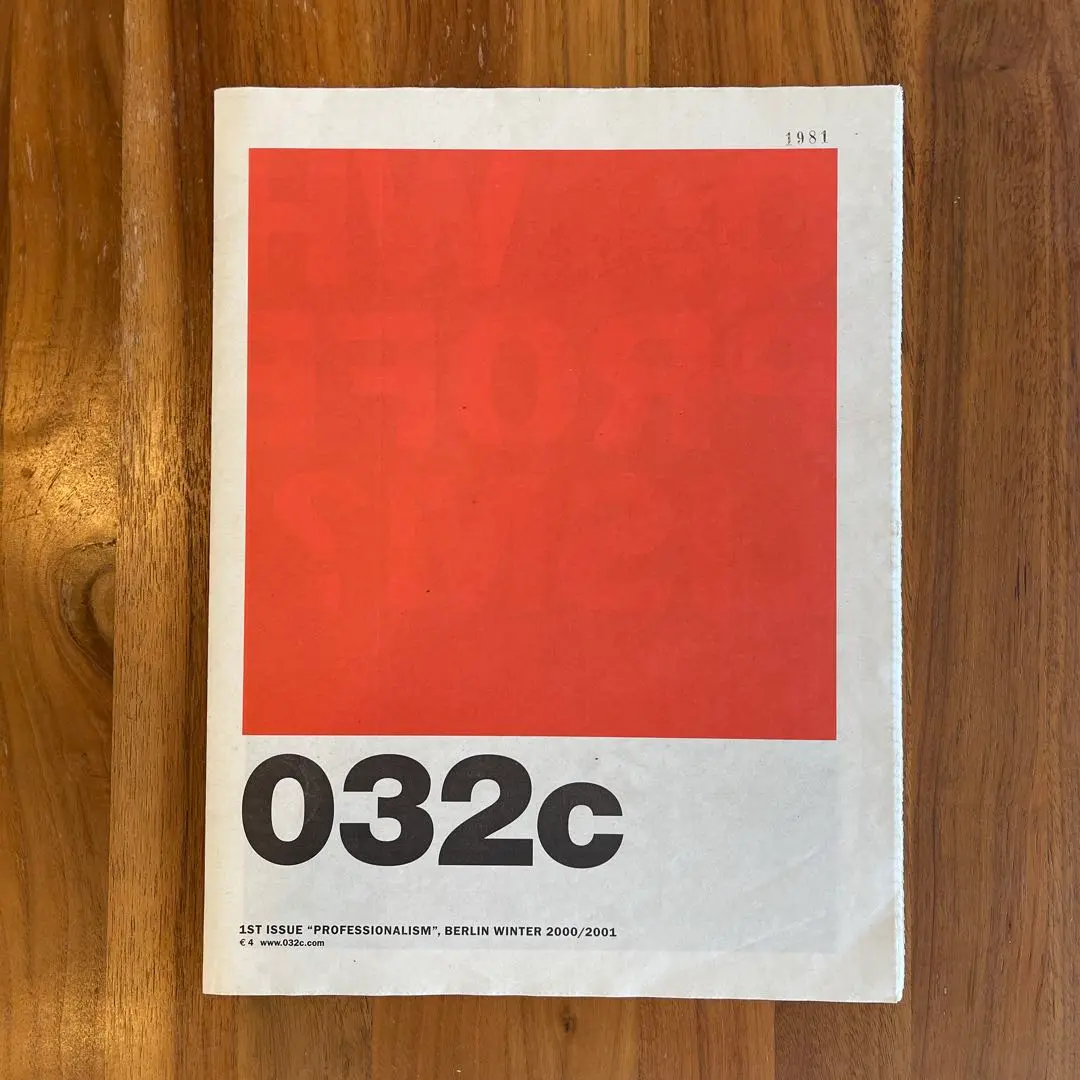 1981
032c
1ST ISSUE “PROFESSIONALISM”, BERLIN WINTER 2000/2001
€ 4 www.032c.com